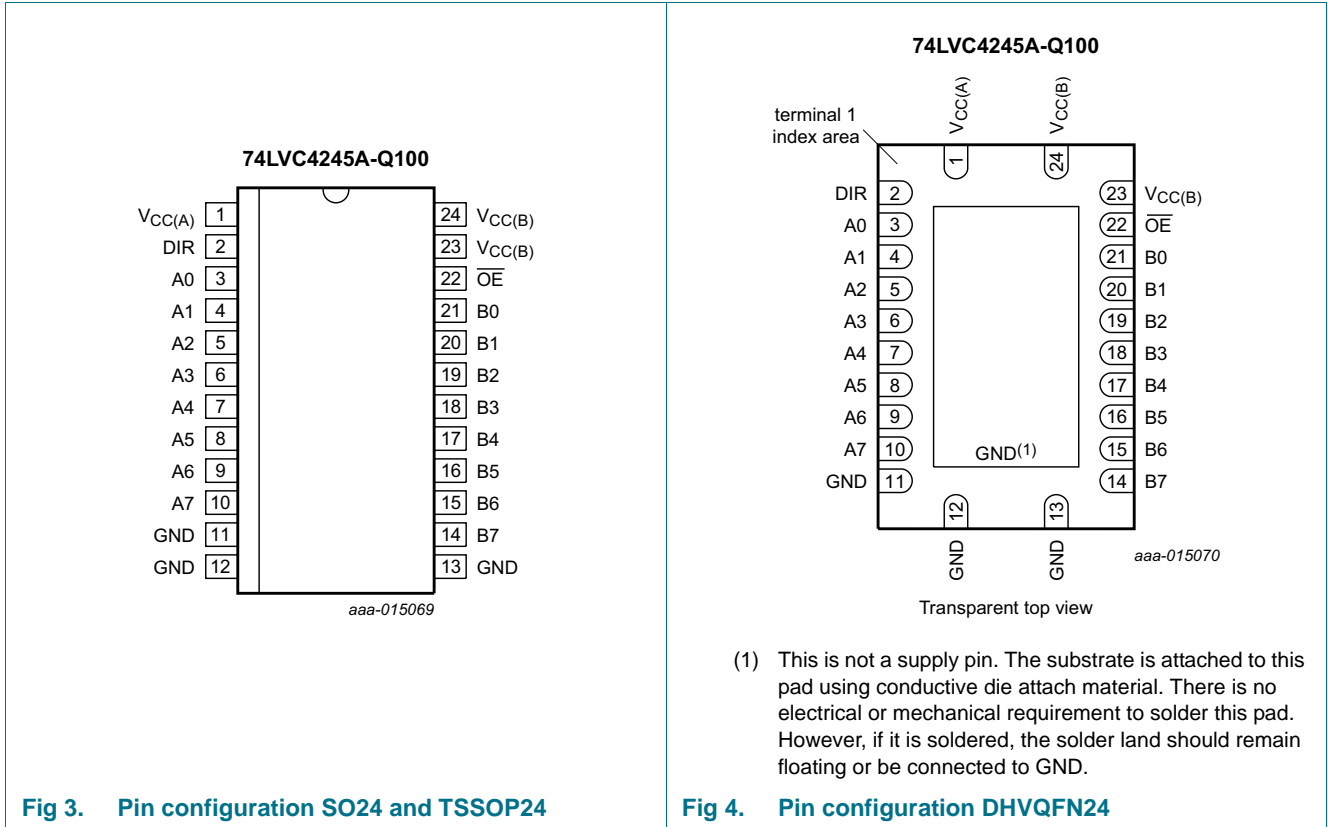 74LVC4245A-Q100
VCC(A) 1
24 VCC(B)
DIR 2
23 VCC(B)
A0 3
22 OE
A1 4
21 B0
A2 5
20 B1
A3 6
19 B2
A4 7
18 B3
A5 8
17 B4
A6 9
16 B5
A7 10
15 B6
GND 11
14 B7
GND 12
13 GND
aaa-015069
Fig 3. Pin configuration SO24 and TSSOP24
74LVC4245A-Q100
terminal 1
index area
VCC(A)
VCC(B)
1
24
DIR 2
23 VCC(B)
A0 3
22 OE
A1 4
21 B0
A2 5
20 B1
A3 6
19 B2
A4 7
18 B3
A5 8
17 B4
A6 9
16 B5
A7 10
GND(1)
15 B6
GND 11
14 B7
12
13
GND
GND
aaa-015070
Transparent top view
(1) This is not a supply pin. The substrate is attached to this
pad using conductive die attach material. There is no
electrical or mechanical requirement to solder this pad.
However, if it is soldered, the solder land should remain
floating or be connected to GND.
Fig 4. Pin configuration DHVQFN24